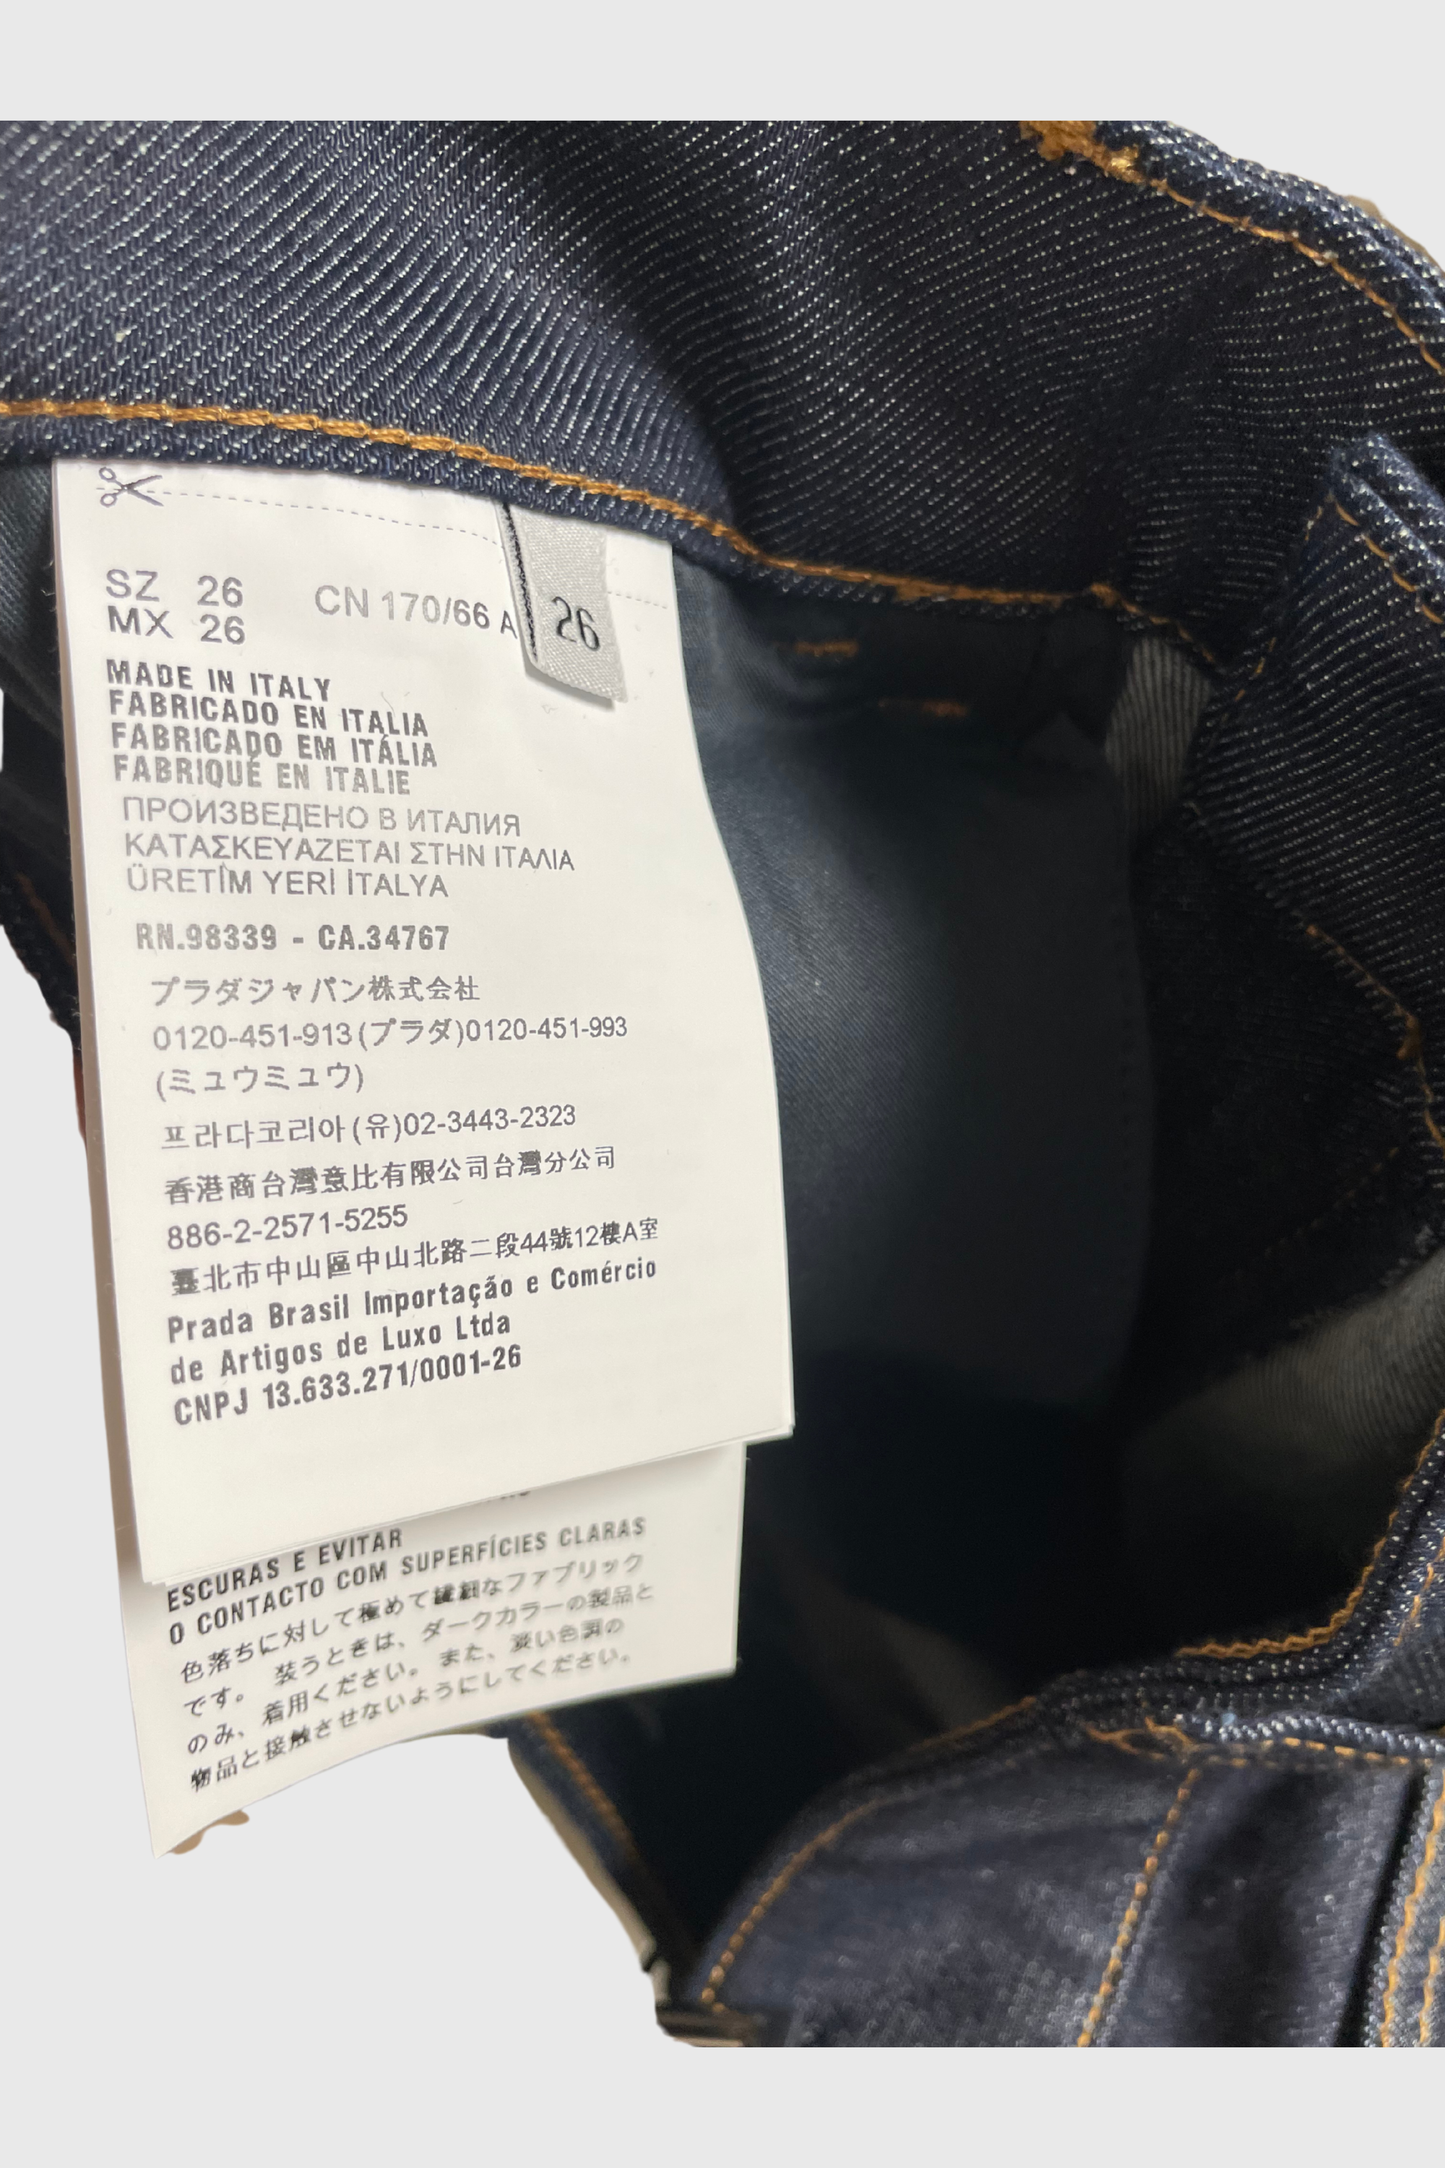 SZ 26 CN 170/66 A
MX 26
26
MADE IN ITALY
FABRICADO EN ITALIA
FABRICADO EM ITÁLIA
FABRIQUÉ EN ITALIE
ПРОИЗВЕДЕНО В ИТАЛИЯ
ΚΑΤΑΣΚΕΥΑΖΕΤΑΙ ΣΤΗΝ ΙΤΑΛΙΑ
ÜRETİM YERİ İTALYA
RN.98339 - CA.34767
プラダジャパン株式会社
0120-451-913(プラダ)0120-451-993
(ミュウミュウ)
프라다코리아(유)02-3443-2323
香港商台灣意比有限公司台灣分公司
886-2-2571-5255
臺北市中山區中山北路二段44號12樓A室
Prada Brasil Importação e Comércio
de Artigos de Luxo Ltda
CNPJ 13.633.271/0001-26
ESCURAS E EVITAR
O CONTACTO COM SUPERFÍCIES CLARAS
色落ちに対して極めて繊細なファブリック
です。 装うときは、ダークカラーの製品と
のみ、着用ください。また、淡い色調の
物品と接触させないようにしてください。